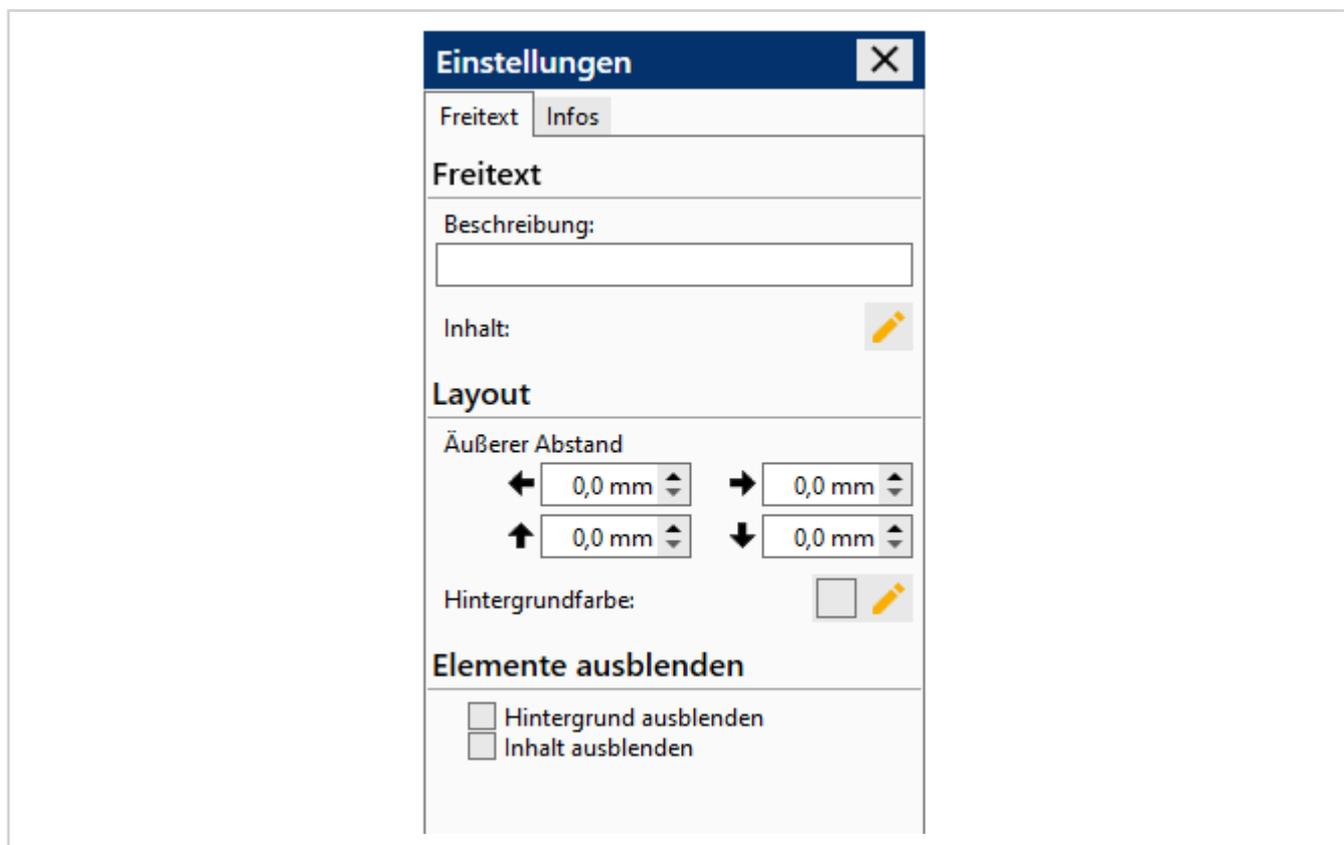 Einstellungen
Freitext Infos
Freitext
Beschreibung:
Inhalt:
Layout
Äußerer Abstand
0,0 mm 0,0 mm
0,0 mm 0,0 mm
Hintergrundfarbe:
Elemente ausblenden
Hintergrund ausblenden
Inhalt ausblenden